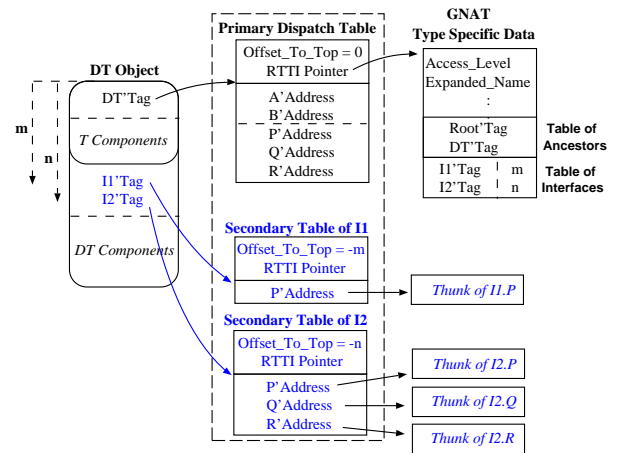 Primary Dispatch Table
Offset_To_Top = 0
RTTI Pointer
A'Address
B'Address
P'Address
Q'Address
R'Address
GNAT
Type Specific Data
Access_Level
Expanded_Name
:
Root'Tag
DT'Tag
Table of
Ancestors
I1'Tag m
I2'Tag n
Table of
Interfaces
DT Object
DT'Tag
T Components
I1'Tag
I2'Tag
DT Components
m
n
Secondary Table of I1
Offset_To_Top = -m
RTTI Pointer
P'Address
Thunk of I1.P
Secondary Table of I2
Offset_To_Top = -n
RTTI Pointer
P'Address
Q'Address
R'Address
Thunk of I2.P
Thunk of I2.Q
Thunk of I2.R